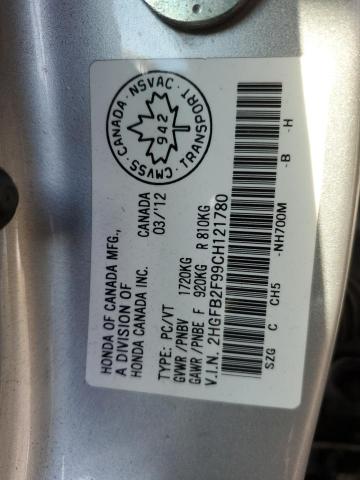 HONDA OF CANADA MFG.,
A DIVISION OF
HONDA CANADA INC.
CANADA
03/'12
TYPE: PC/VT
GVWR/PNBV 1720KG
GAWR/PNBE F 920KG R 810KG
V.I.N. 2HGFB2F99CH121780
SZG C CH5 -NH700M -B -H
CANADA · NSVAC · TRANSPORT · CMVSS ·
942